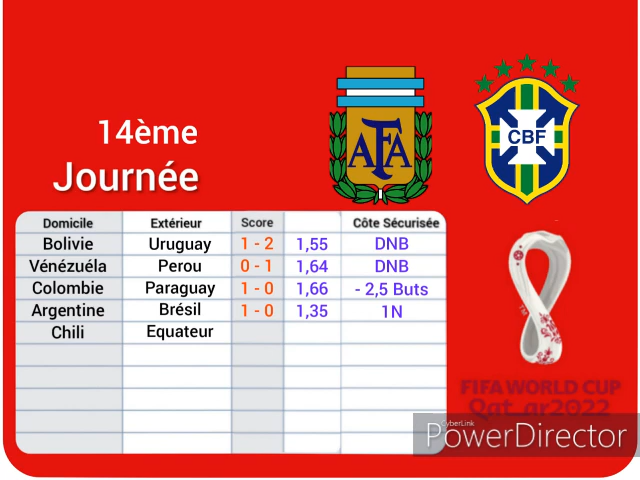 14ème
Journée
AFA
CBF
Domicile Extérieur Score Côte Sécurisée
Bolivie Uruguay 1 - 2 1,55 DNB
Vénézuéla Perou 0 - 1 1,64 DNB
Colombie Paraguay 1 - 0 1,66 - 2,5 Buts
Argentine Brésil 1 - 0 1,35 1N
Chili Equateur
TM
FIFA WORLD CUP
Qat_ar2022
CyberLink
PowerDirector